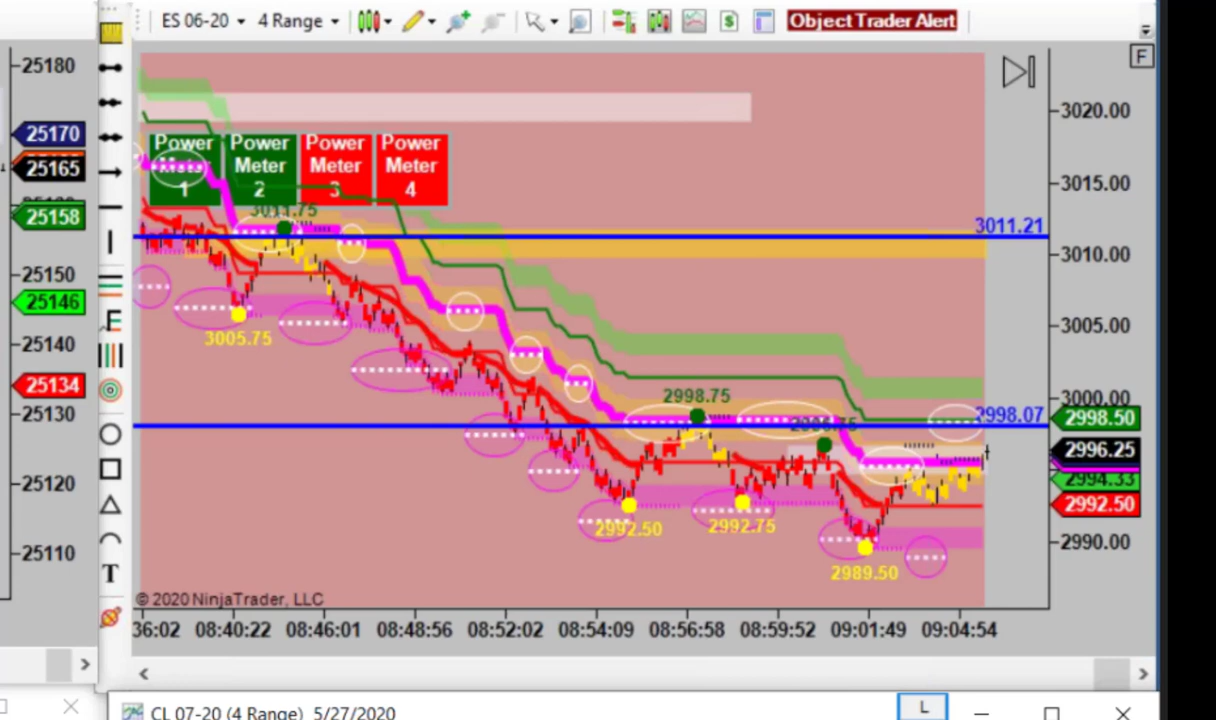 ES 06-20 4 Range Object Trader Alert
F
25180
25170
25165
25158
25150
25146
25140
25134
25130
25120
25110
F
T
Power Meter 1
Power Meter 2
Power Meter 3
Power Meter 4
3011.75
3011.21
3005.75
2998.75
2998.07
2992.50
2992.75
2989.50
3020.00
3015.00
3010.00
3005.00
3000.00
2998.50
2996.25
2994.33
2992.50
2990.00
© 2020 NinjaTrader, LLC
36:02 08:40:22 08:46:01 08:48:56 08:52:02 08:54:09 08:56:58 08:59:52 09:01:49 09:04:54
CL 07-20 (4 Range) 5/27/2020 L